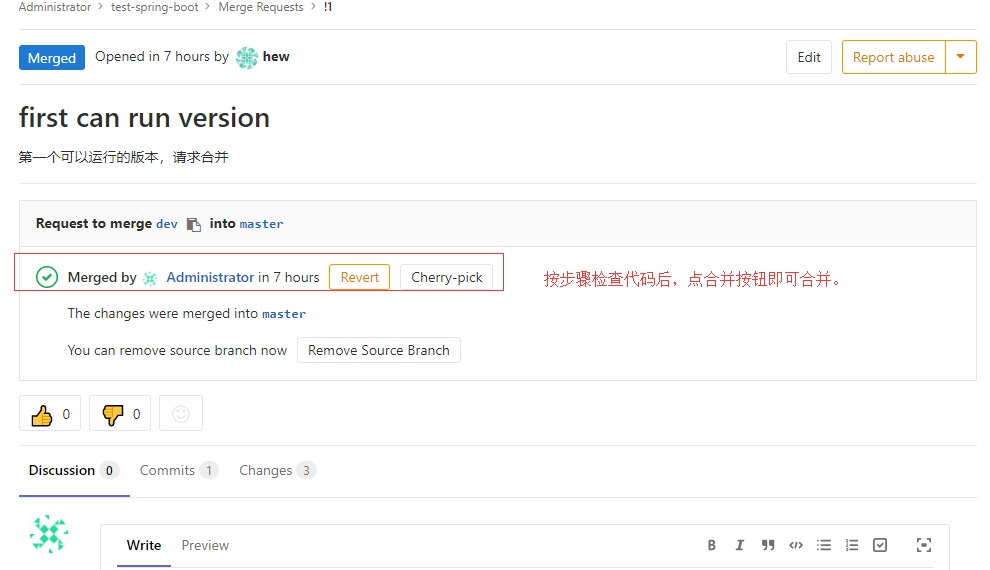 Administrator > test-spring-boot > Merge Requests > !1
Merged Opened in 7 hours by hew Edit Report abuse
first can run version
第一个可以运行的版本，请求合并
Request to merge dev into master
Merged by Administrator in 7 hours Revert Cherry-pick 按步骤检查代码后，点合并按钮即可合并。
The changes were merged into master
You can remove source branch now Remove Source Branch
0 0
Discussion 0 Commits 1 Changes 3
Write Preview B I